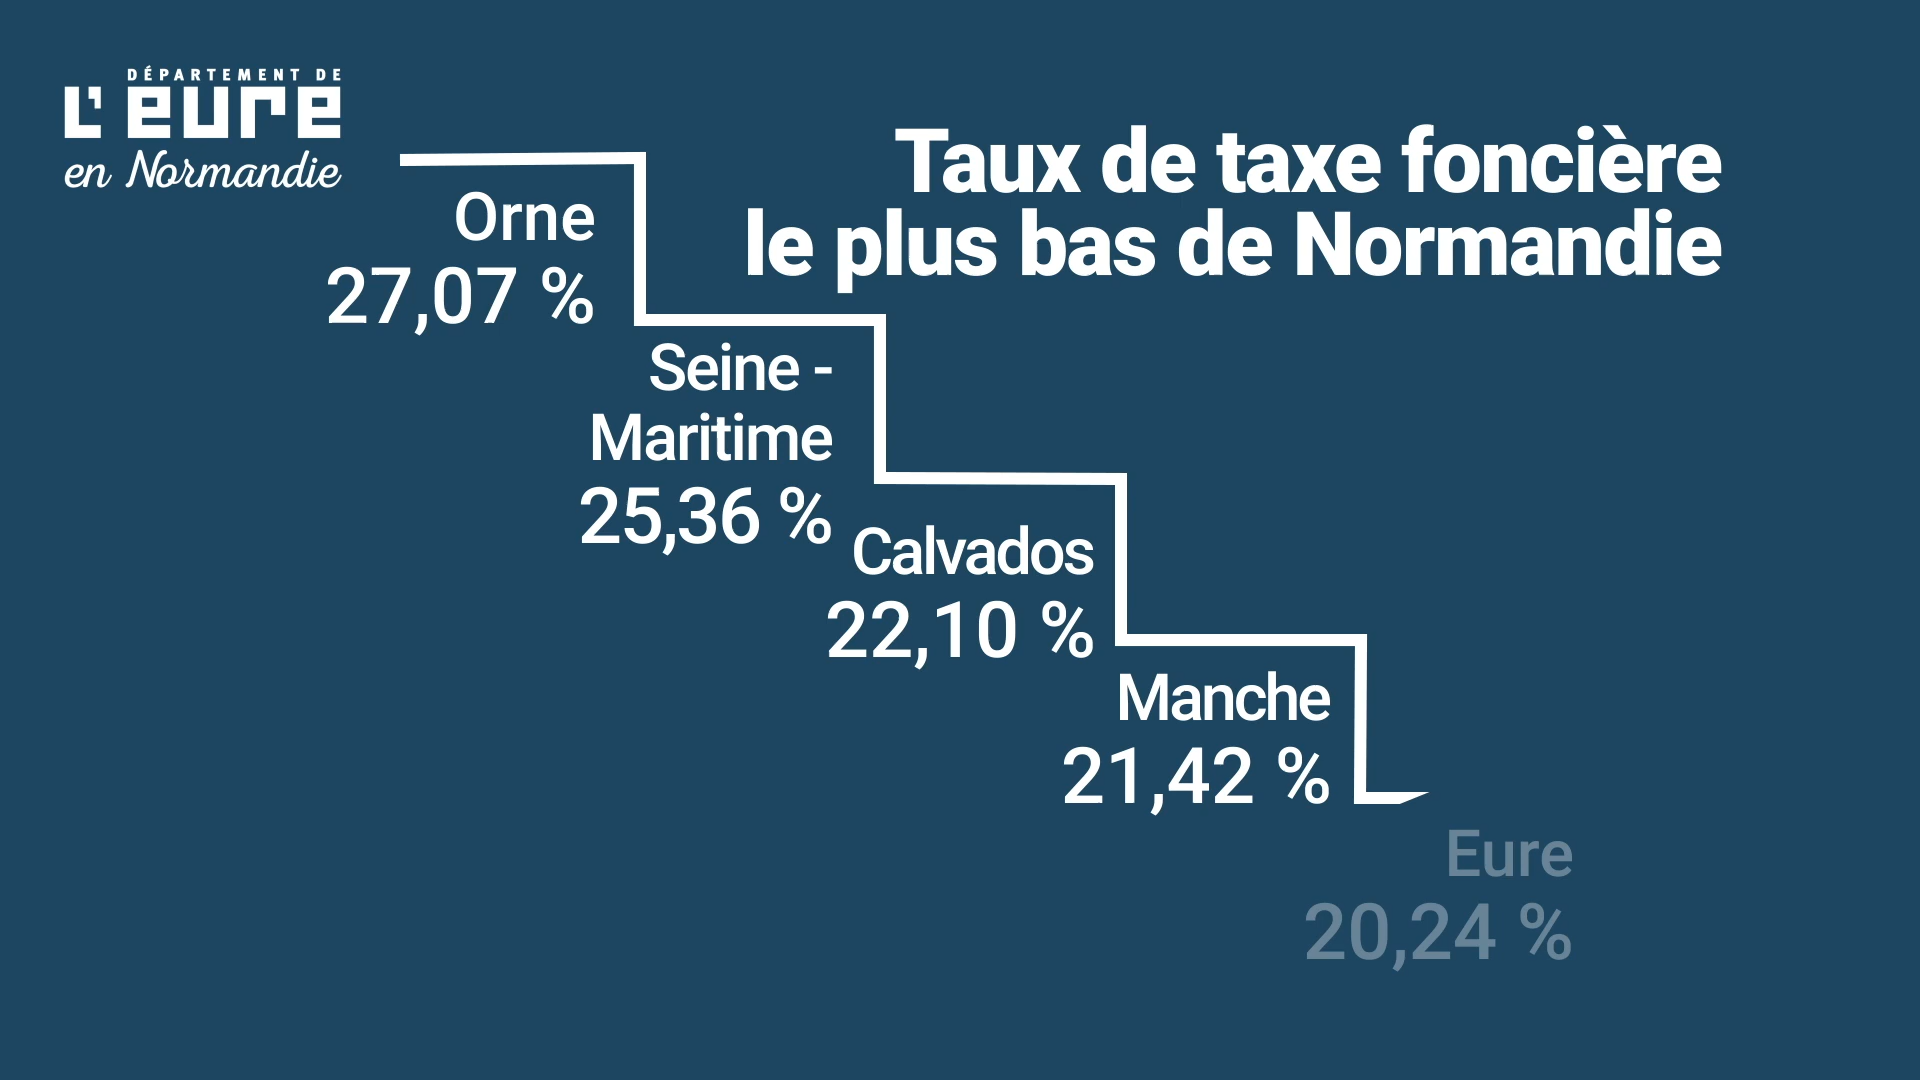 DÉPARTEMENT DE
L'eure
en Normandie
Taux de taxe foncière
le plus bas de Normandie
Orne
27,07 %
Seine -
Maritime
25,36 %
Calvados
22,10 %
Manche
21,42 %
Eure
20,24 %